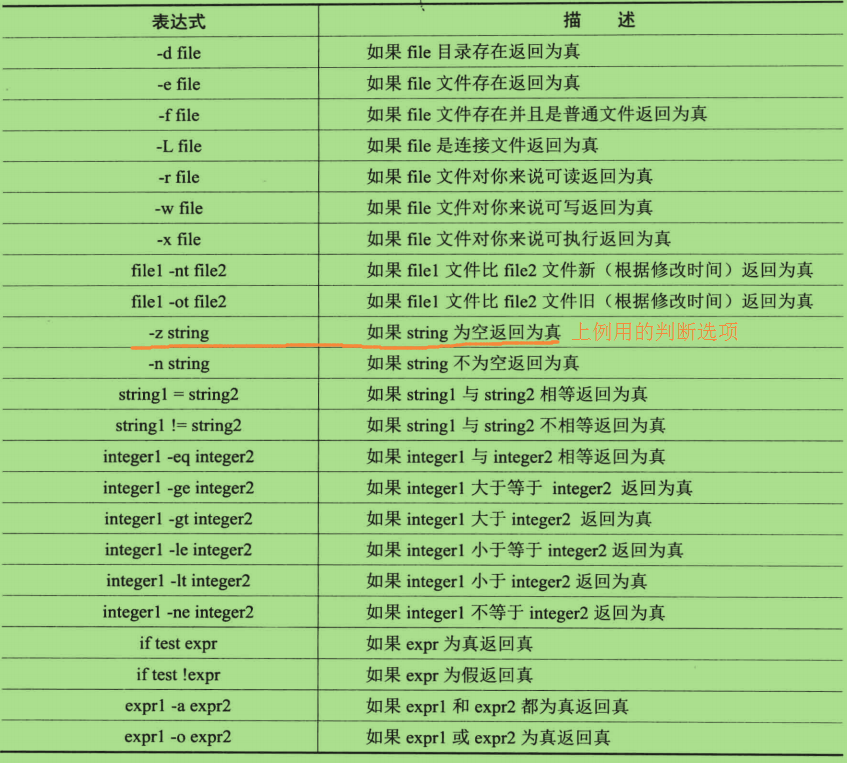 表达式 描 述
-d file 如果 file 目录存在返回为真
-e file 如果 file 文件存在返回为真
-f file 如果 file 文件存在并且是普通文件返回为真
-L file 如果 file 是连接文件返回为真
-r file 如果 file 文件对你来说可读返回为真
-w file 如果 file 文件对你来说可写返回为真
-x file 如果 file 文件对你来说可执行返回为真
file1 -nt file2 如果 file1 文件比 file2 文件新（根据修改时间）返回为真
file1 -ot file2 如果 file1 文件比 file2 文件旧（根据修改时间）返回为真
-z string 如果 string 为空返回为真 上例用的判断选项
-n string 如果 string 不为空返回为真
string1 = string2 如果 string1 与 string2 相等返回为真
string1 != string2 如果 string1 与 string2 不相等返回为真
integer1 -eq integer2 如果 integer1 与 integer2 相等返回为真
integer1 -ge integer2 如果 integer1 大于等于 integer2 返回为真
integer1 -gt integer2 如果 integer1 大于 integer2 返回为真
integer1 -le integer2 如果 integer1 小于等于 integer2 返回为真
integer1 -lt integer2 如果 integer1 小于 integer2 返回为真
integer1 -ne integer2 如果 integer1 不等于 integer2 返回为真
if test expr 如果 expr 为真返回真
if test !expr 如果 expr 为假返回真
expr1 -a expr2 如果 expr1 和 expr2 都为真返回真
expr1 -o expr2 如果 expr1 或 expr2 为真返回真